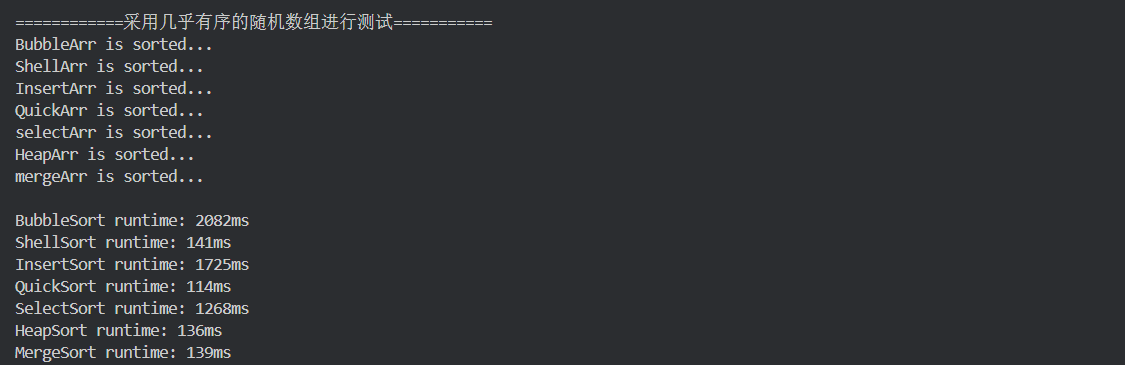 ============采用几乎有序的随机数组进行测试===========
BubbleArr is sorted...
ShellArr is sorted...
InsertArr is sorted...
QuickArr is sorted...
selectArr is sorted...
HeapArr is sorted...
mergeArr is sorted...
BubbleSort runtime: 2082ms
ShellSort runtime: 141ms
InsertSort runtime: 1725ms
QuickSort runtime: 114ms
SelectSort runtime: 1268ms
HeapSort runtime: 136ms
MergeSort runtime: 139ms